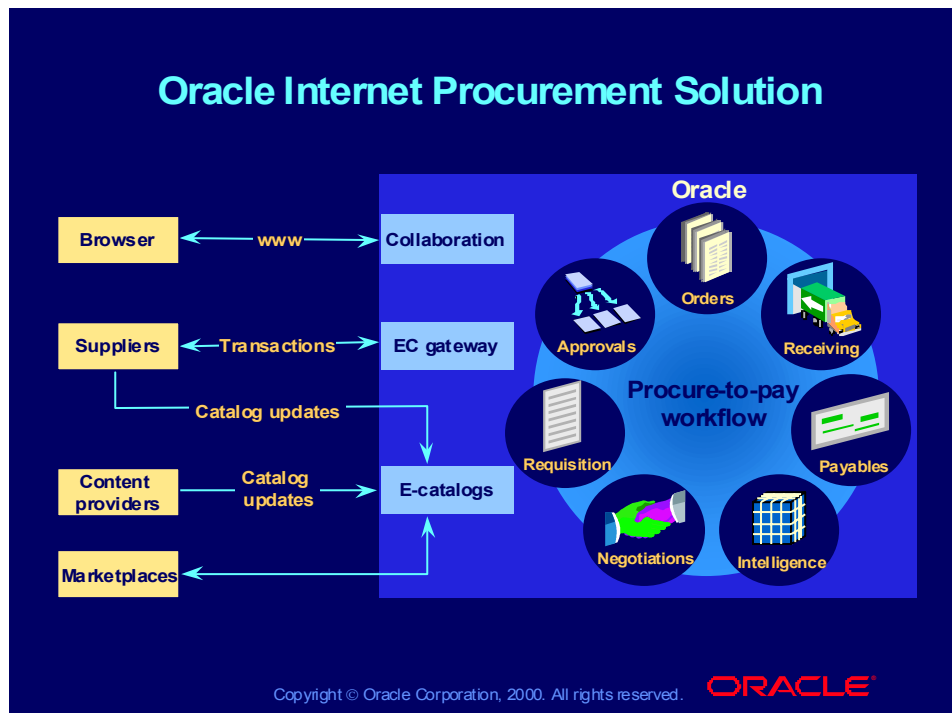 Oracle Internet Procurement Solution
Oracle
Browser
www
Collaboration
Orders
Approvals
Receiving
Suppliers
Transactions
EC gateway
Procure-to-pay
workflow
Catalog updates
Requisition
Payables
Content
providers
Catalog
updates
E-catalogs
Negotiations
Intelligence
Marketplaces
Copyright © Oracle Corporation, 2000. All rights reserved.
ORACLE®